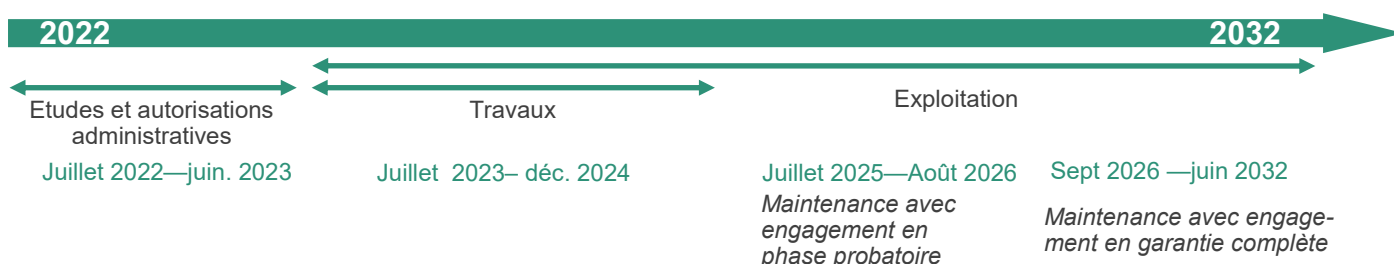 2022
2032
Etudes et autorisations
administratives
Juillet 2022—juin. 2023
Travaux
Juillet  2023– déc. 2024
Exploitation
Juillet 2025—Août 2026
Maintenance avec
engagement en
phase probatoire
Sept 2026 —juin 2032
Maintenance avec engage-
ment en garantie complète